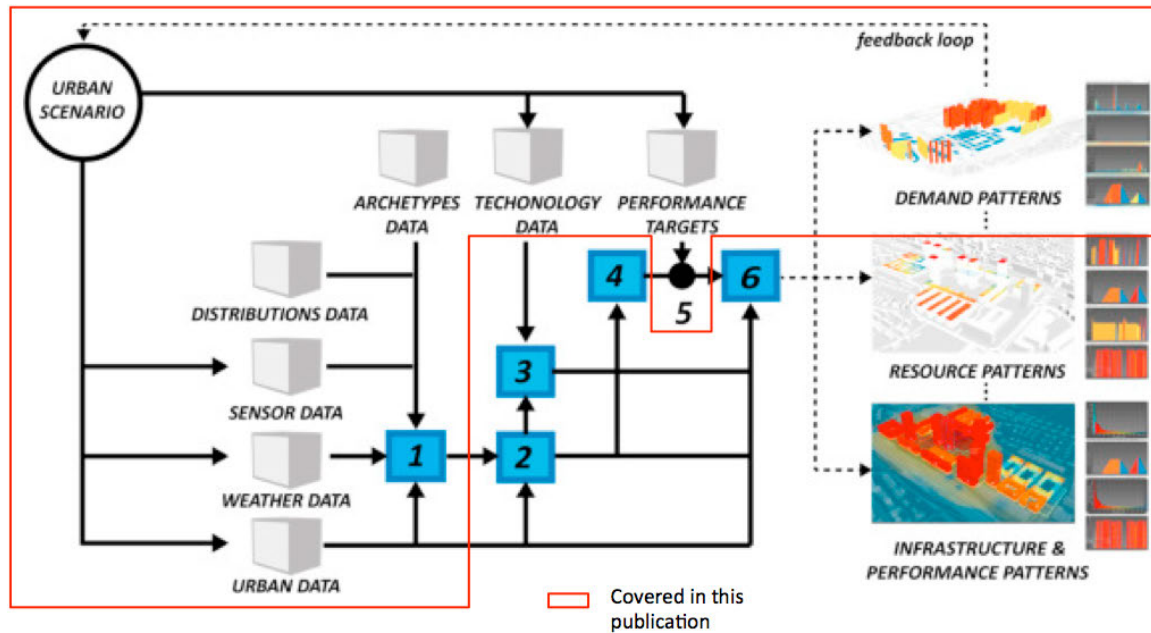 feedback loop
URBAN
SCENARIO
ARCHETYPES
DATA
TECHONOLOGY
DATA
PERFORMANCE
TARGETS
DEMAND PATTERNS
DISTRIBUTIONS DATA
4
5
6
3
SENSOR DATA
RESOURCE PATTERNS
1
2
WEATHER DATA
URBAN DATA
INFRASTRUCTURE &
PERFORMANCE PATTERNS
Covered in this
publication